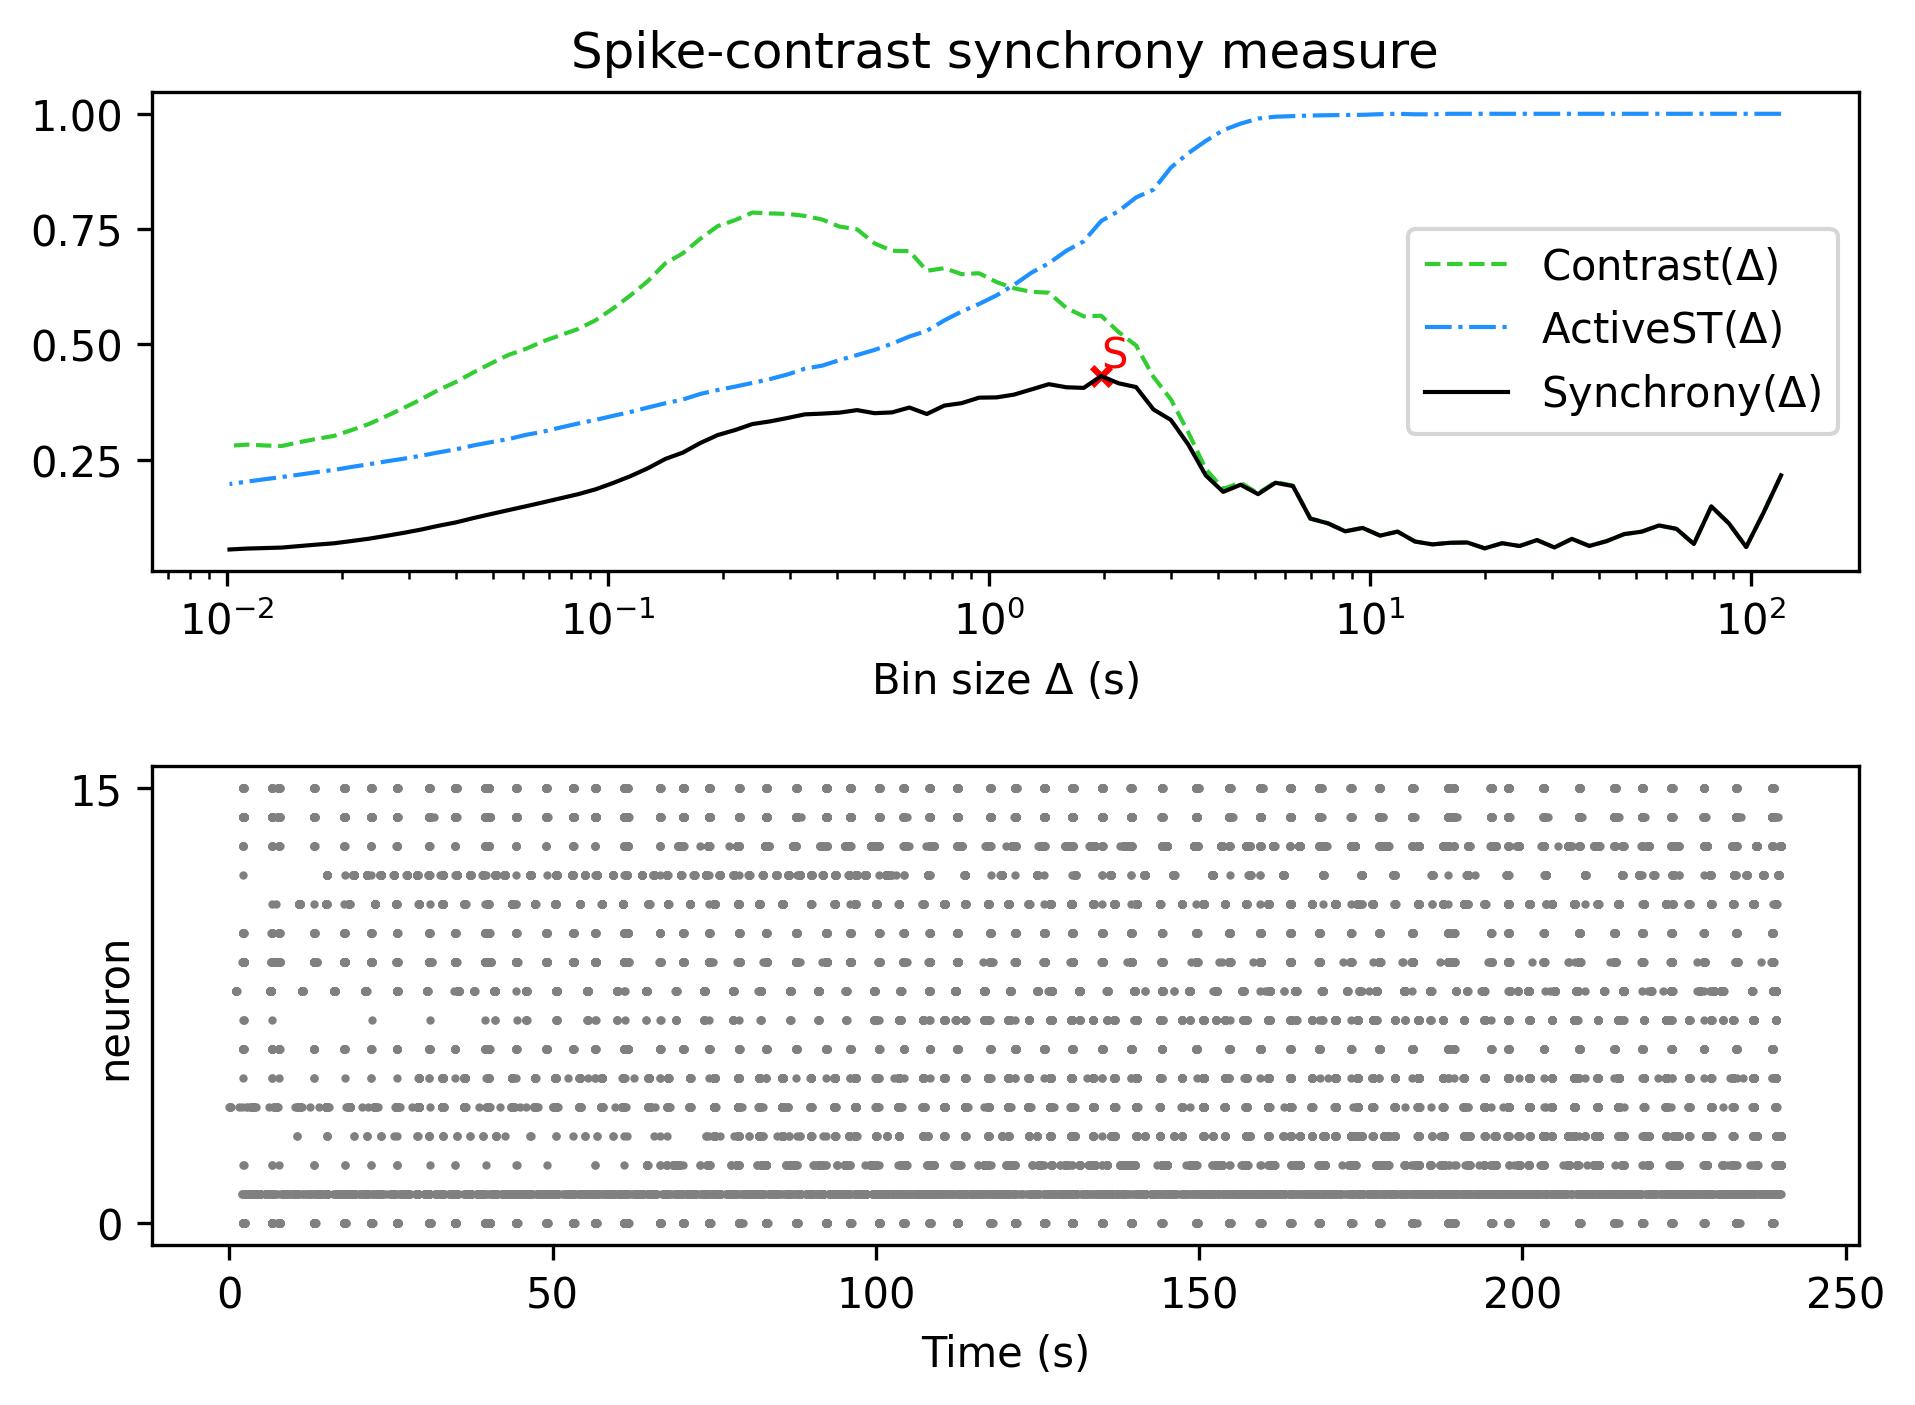 Spike-contrast synchrony measure
1.00
0.75
0.50
0.25
S
Contrast(Δ)
ActiveST(Δ)
Synchrony(Δ)
10⁻² 10⁻¹ 10⁰ 10¹ 10²
Bin size Δ (s)
15
neuron
0
0 50 100 150 200 250
Time (s)